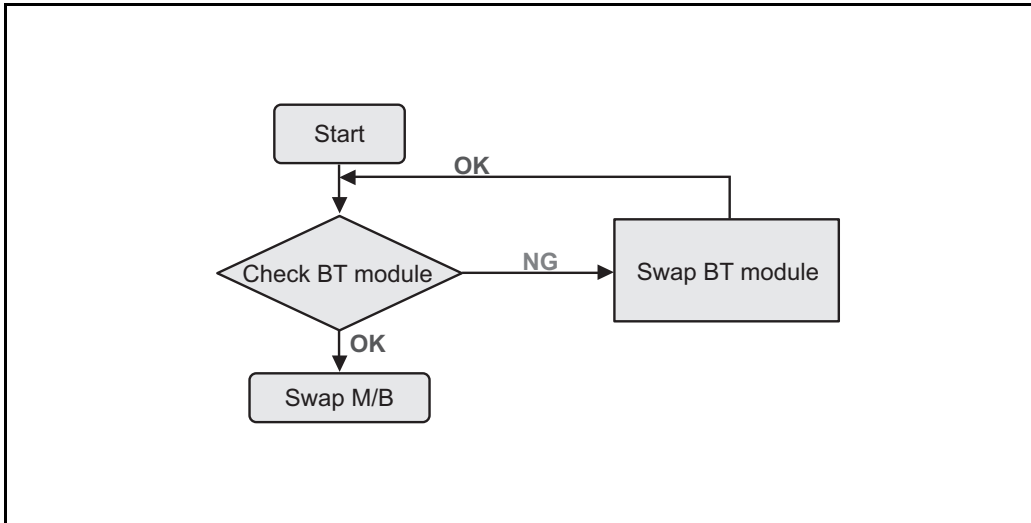 Start
OK
Check BT module
NG
Swap BT module
OK
Swap M/B